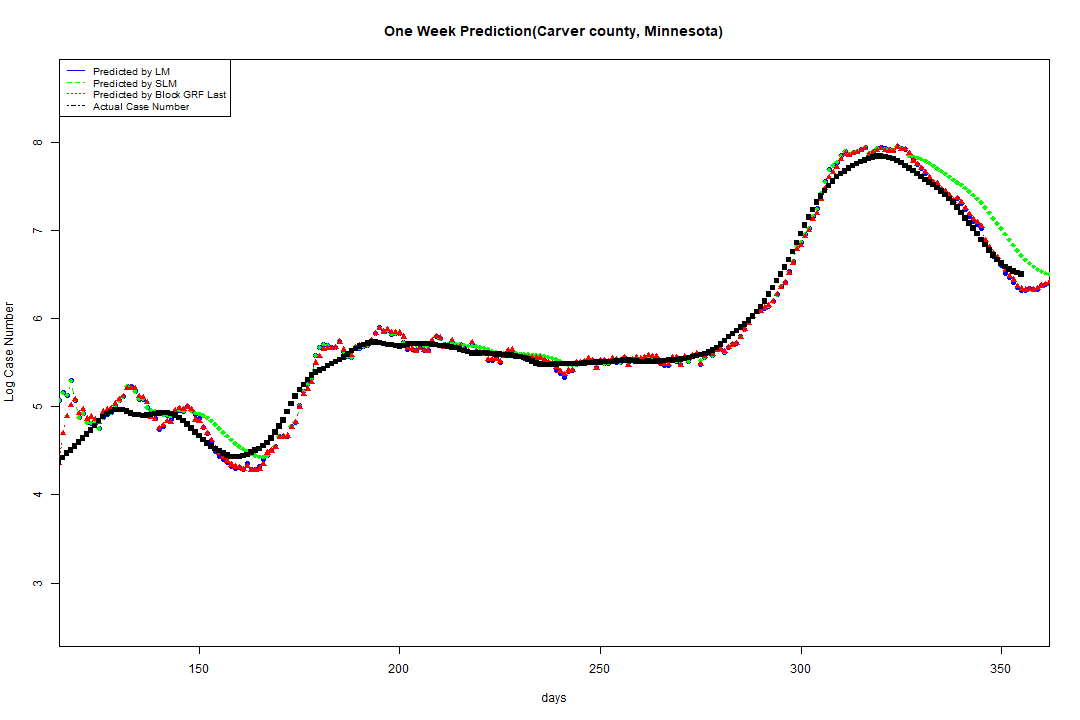 One Week Prediction(Carver county, Minnesota)
Predicted by LM
Predicted by SLM
Predicted by Block GRF Last
Actual Case Number
8
7
6
5
4
3
Log Case Number
150 200 250 300 350
days